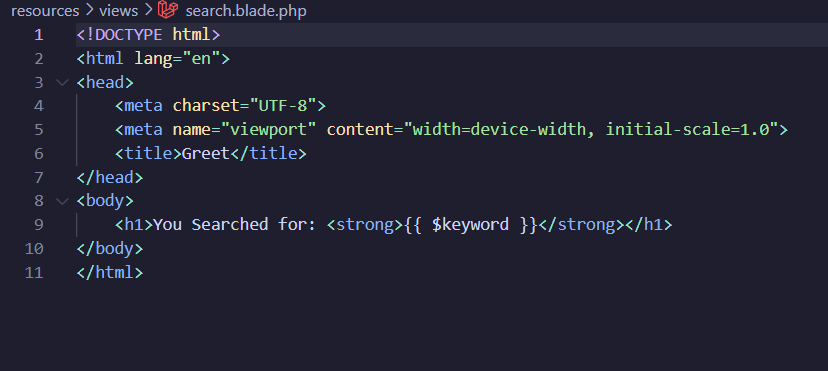 resources > views > search.blade.php
1 <!DOCTYPE html>
2 <html lang="en">
3 <head>
4     <meta charset="UTF-8">
5     <meta name="viewport" content="width=device-width, initial-scale=1.0">
6     <title>Greet</title>
7 </head>
8 <body>
9     <h1>You Searched for: <strong>{{ $keyword }}</strong></h1>
10 </body>
11 </html>